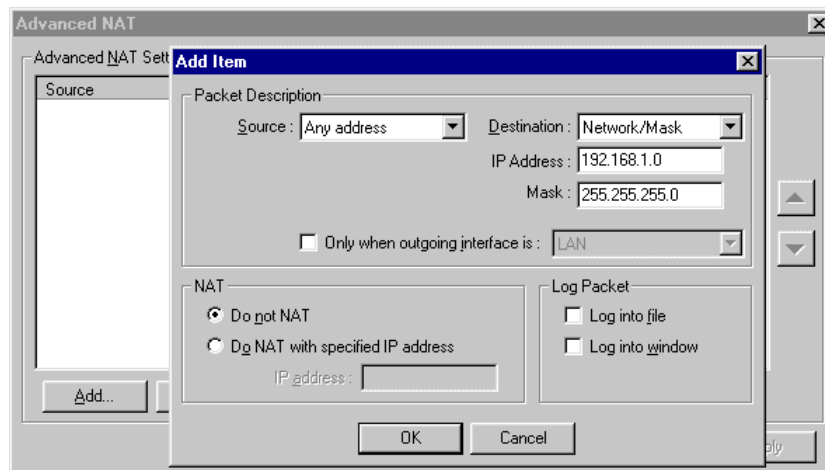 Advanced NAT
Advanced NAT Sett
Source
Add...
Add Item
Packet Description
Source : Any address
Destination : Network/Mask
IP Address : 192.168.1.0
Mask : 255.255.255.0
Only when outgoing interface is : LAN
NAT
Do not NAT
Do NAT with specified IP address
IP address :
Log Packet
Log into file
Log into window
OK
Cancel
ply